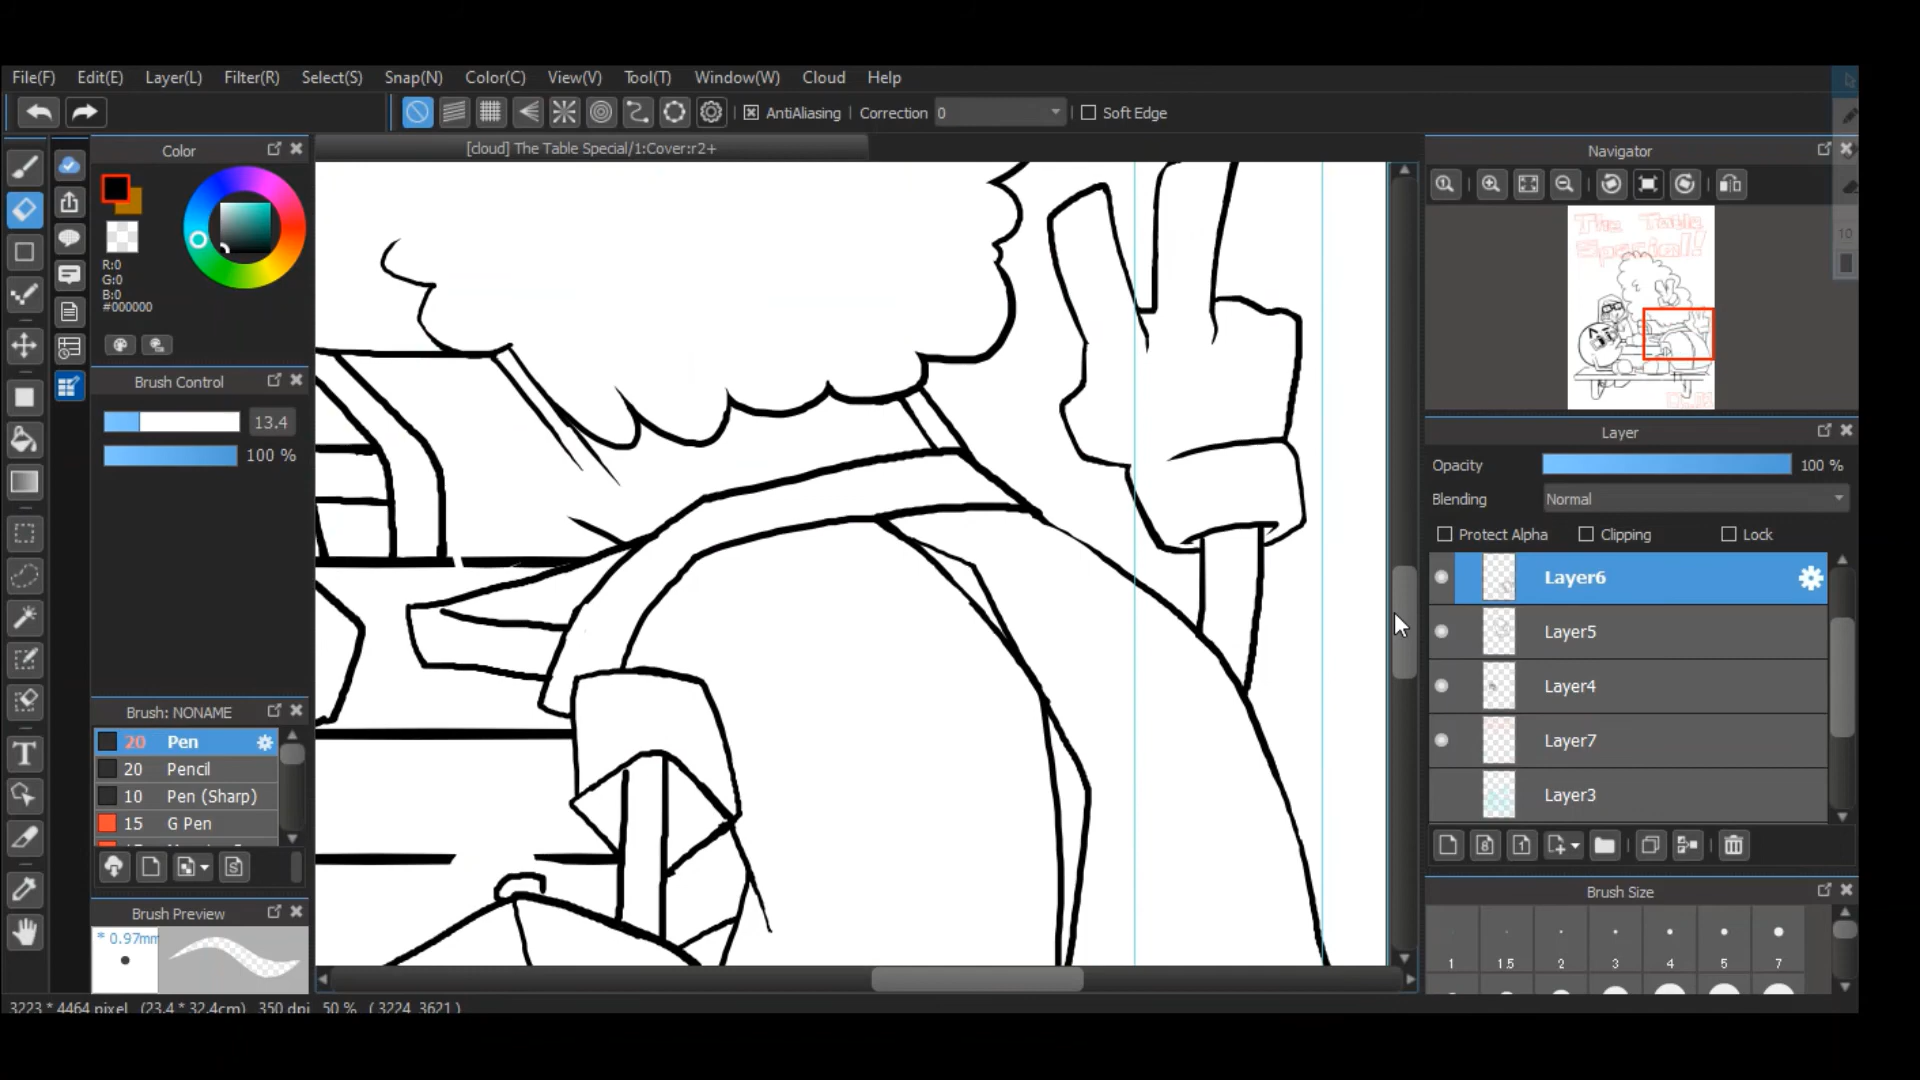 File(F) Edit(E) Layer(L) Filter(R) Select(S) Snap(N) Color(C) View(V) Tool(T) Window(W) Cloud Help
AntiAliasing Correction 0 Soft Edge
Color
[cloud] The Table Special/1:Cover:r2+
Navigator
R:0
G:0
B:0
#000000
The Table
Special!
10
Brush Control
13.4
100 %
Layer
Opacity 100 %
Blending Normal
Protect Alpha Clipping Lock
Layer6
Layer5
Layer4
Layer7
Layer3
Brush: NONAME
20 Pen
20 Pencil
10 Pen (Sharp)
15 G Pen
Brush Preview
* 0.97mm
Brush Size
1 1.5 2 3 4 5 7
3223 * 4464 pixel (23.4 * 32.4cm) 350 dpi 50 % ( 3224, 3621 )